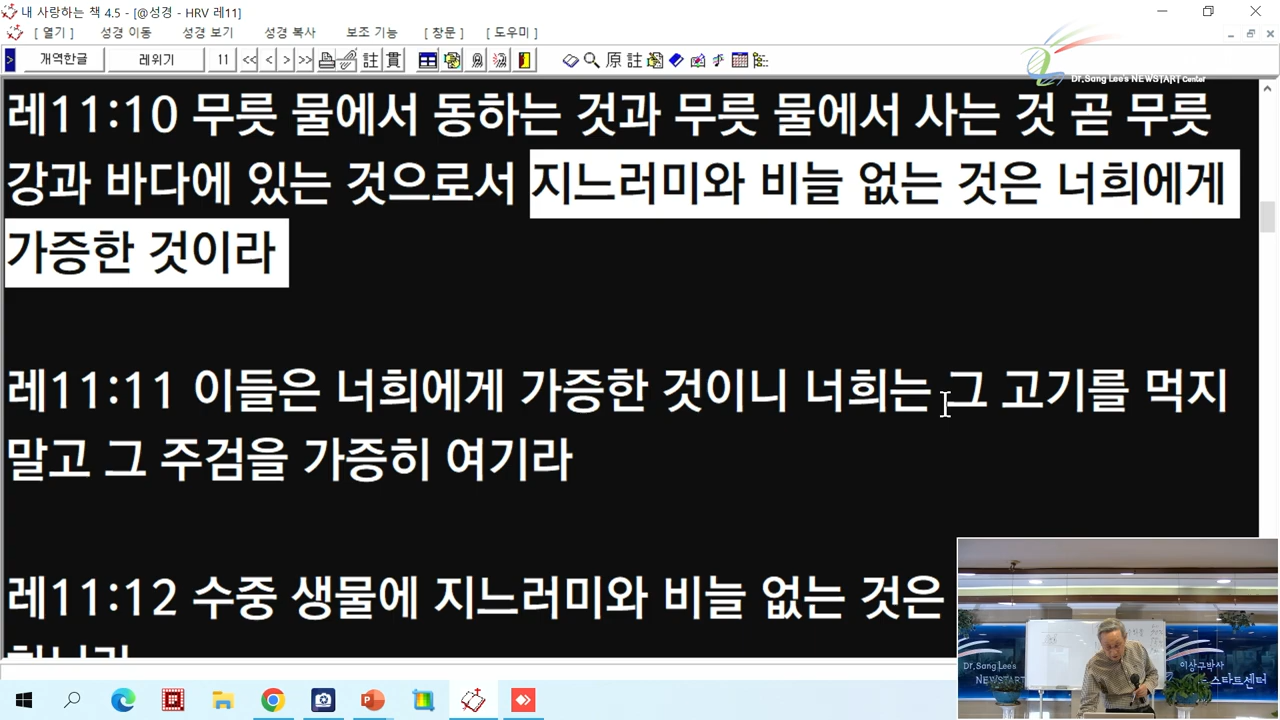 내 사랑하는 책 4.5 - [@성경 - HRV 레11]
[ 열기 ] 성경 이동 성경 보기 성경 복사 보조 기능 [ 창문 ] [ 도우미 ]
> 개역한글 레위기 11 << < > >> 註 貫 原 註
Dr.Sang Lee's NEWSTART Center
레11:10 무릇 물에서 동하는 것과 무릇 물에서 사는 것 곧 무릇
강과 바다에 있는 것으로서 지느러미와 비늘 없는 것은 너희에게
가증한 것이라
레11:11 이들은 너희에게 가증한 것이니 너희는 그 고기를 먹지
말고 그 주검을 가증히 여기라
레11:12 수중 생물에 지느러미와 비늘 없는 것은
Dr.Sang Lee's
NEWSTART
이상구박사
스타트센터